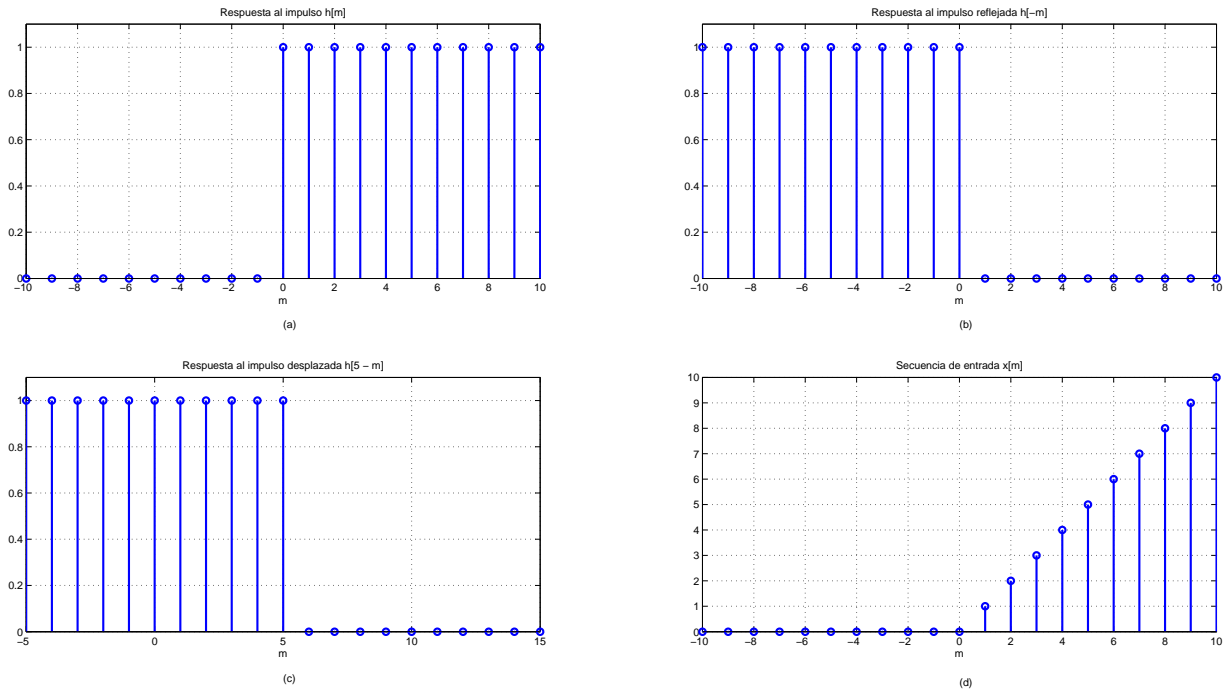 Respuesta al impulso h[m]
1
0.8
0.6
0.4
0.2
0
−10 −8 −6 −4 −2 0 2 4 6 8 10
m
(a)
Respuesta al impulso reflejada h[−m]
1
0.8
0.6
0.4
0.2
0
−10 −8 −6 −4 −2 0 2 4 6 8 10
m
(b)
Respuesta al impulso desplazada h[5 − m]
1
0.8
0.6
0.4
0.2
0
−5 0 5 10 15
m
(c)
Secuencia de entrada x[m]
10
9
8
7
6
5
4
3
2
1
0
−10 −8 −6 −4 −2 0 2 4 6 8 10
m
(d)